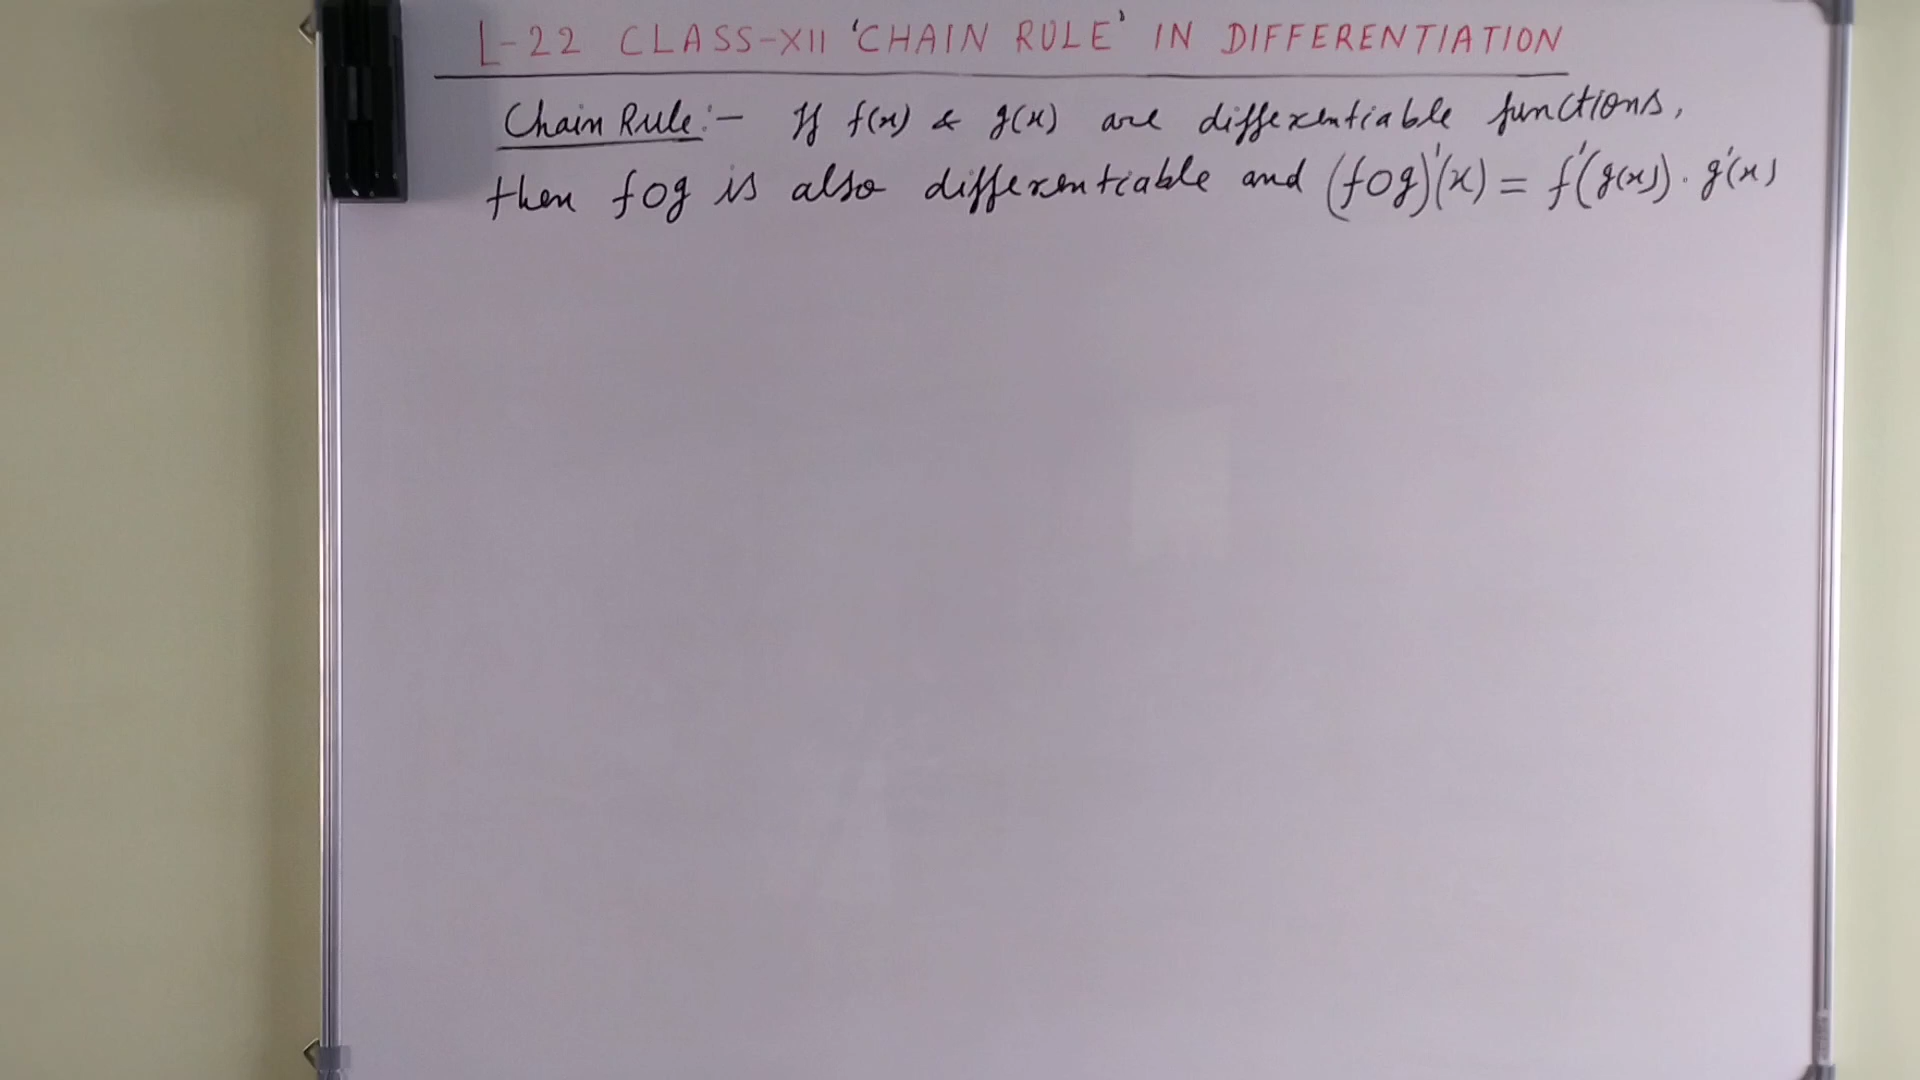 L-22 CLASS-XII 'CHAIN RULE' IN DIFFERENTIATION
Chain Rule:- If f(x) & g(x) are differentiable functions,
then fog is also differentiable and (fog)'(x) = f'(g(x)) · g'(x)